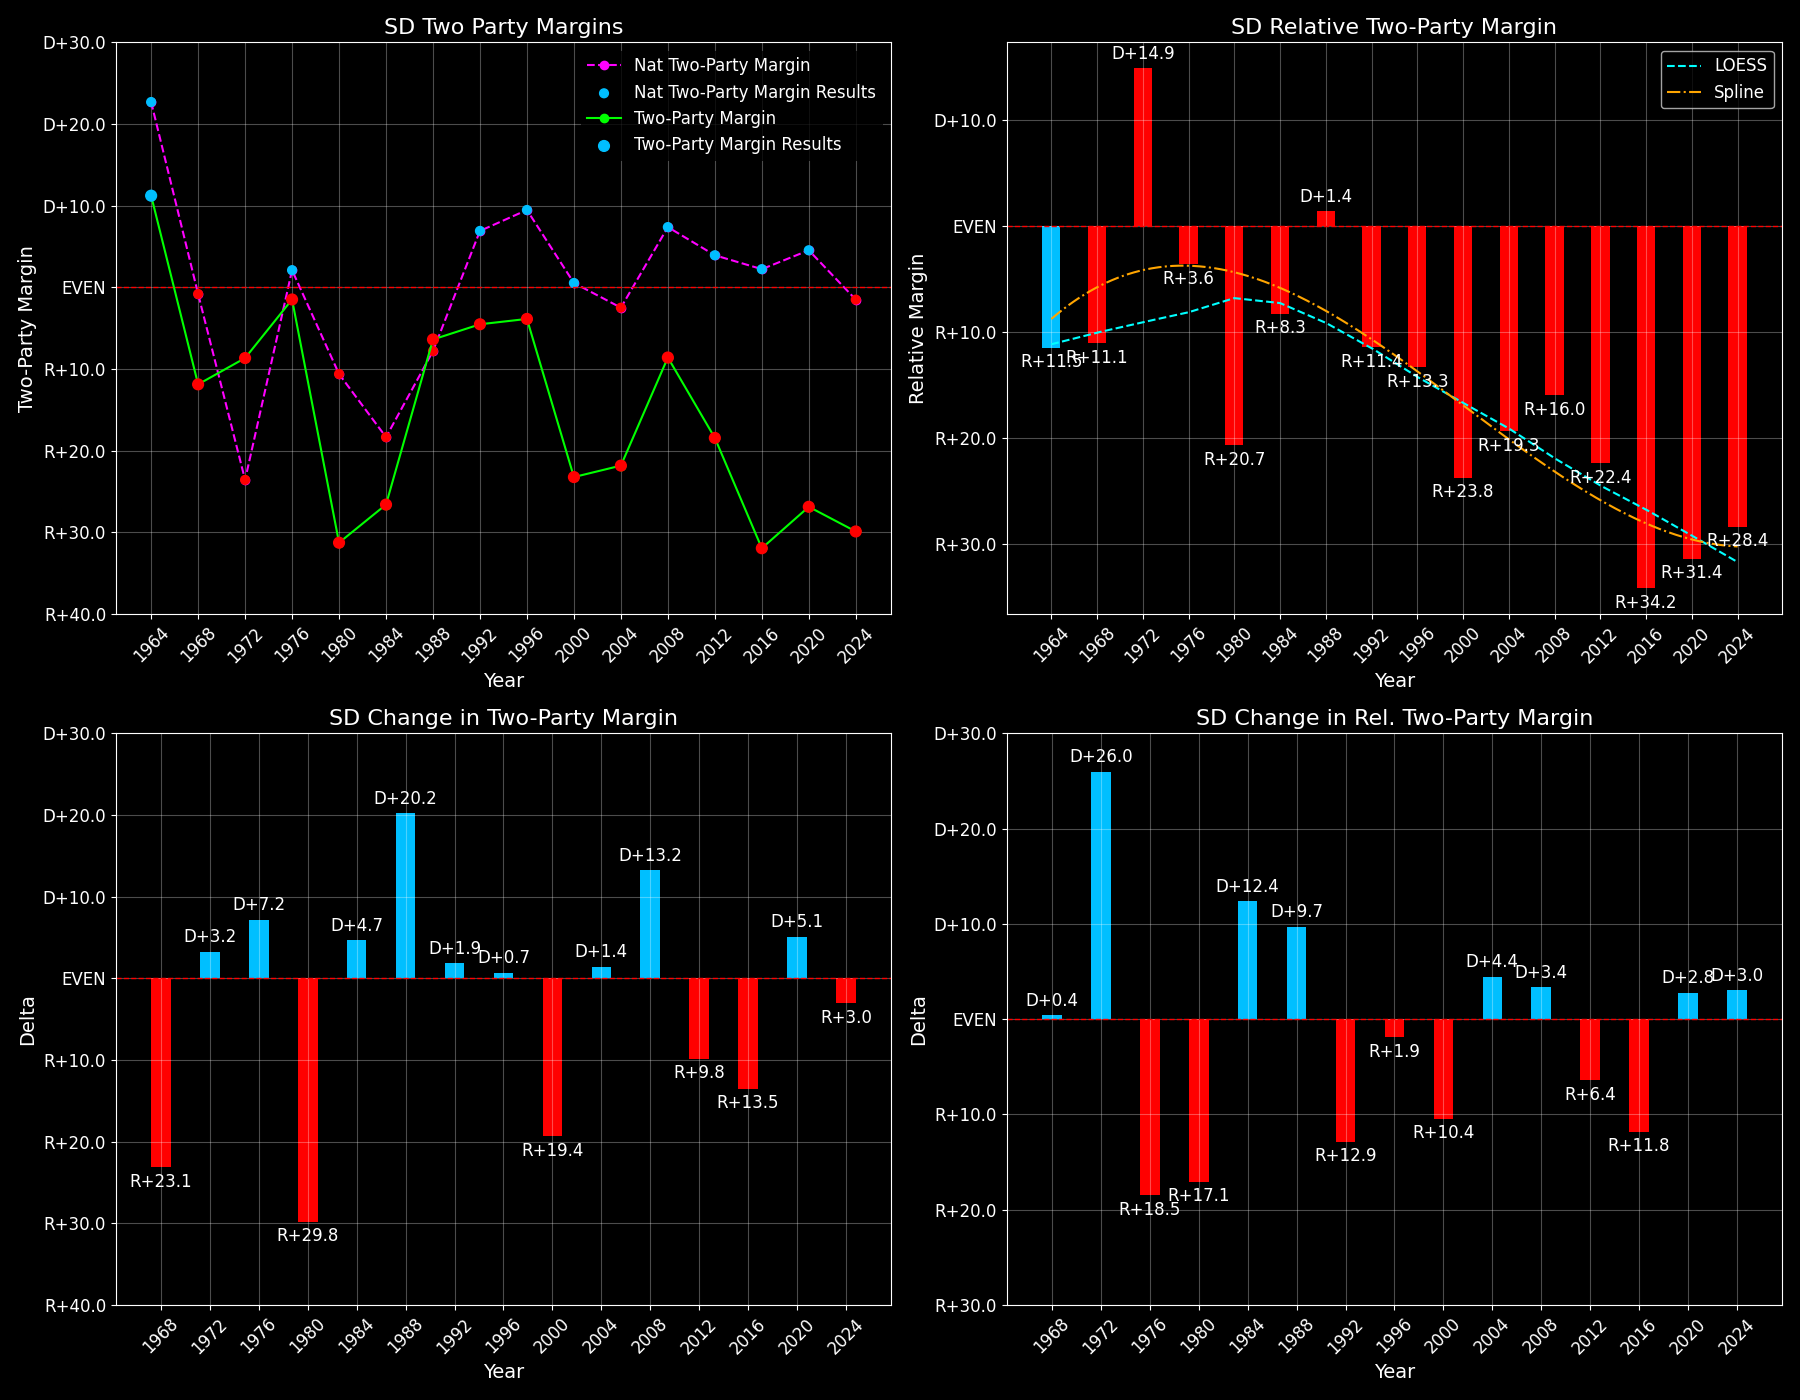 SD Two Party Margins
D+30.0
D+20.0
D+10.0
EVEN
R+10.0
R+20.0
R+30.0
R+40.0
Two-Party Margin
Nat Two-Party Margin
Nat Two-Party Margin Results
Two-Party Margin
Two-Party Margin Results
1964 1968 1972 1976 1980 1984 1988 1992 1996 2000 2004 2008 2012 2016 2020 2024
Year
SD Relative Two-Party Margin
D+10.0
EVEN
R+10.0
R+20.0
R+30.0
Relative Margin
LOESS
Spline
R+11.5 R+11.1 D+14.9 R+3.6 R+20.7 R+8.3 D+1.4 R+11.4 R+13.3 R+23.8 R+19.3 R+16.0 R+22.4 R+34.2 R+31.4 R+28.4
1964 1968 1972 1976 1980 1984 1988 1992 1996 2000 2004 2008 2012 2016 2020 2024
Year
SD Change in Two-Party Margin
D+30.0
D+20.0
D+10.0
EVEN
R+10.0
R+20.0
R+30.0
R+40.0
Delta
R+23.1 D+3.2 D+7.2 R+29.8 D+4.7 D+20.2 D+1.9 D+0.7 R+19.4 D+1.4 D+13.2 R+9.8 R+13.5 D+5.1 R+3.0
1968 1972 1976 1980 1984 1988 1992 1996 2000 2004 2008 2012 2016 2020 2024
Year
SD Change in Rel. Two-Party Margin
D+30.0
D+20.0
D+10.0
EVEN
R+10.0
R+20.0
R+30.0
Delta
D+0.4 D+26.0 R+18.5 R+17.1 D+12.4 D+9.7 R+12.9 R+1.9 R+10.4 D+4.4 D+3.4 R+6.4 R+11.8 D+2.8 D+3.0
1968 1972 1976 1980 1984 1988 1992 1996 2000 2004 2008 2012 2016 2020 2024
Year